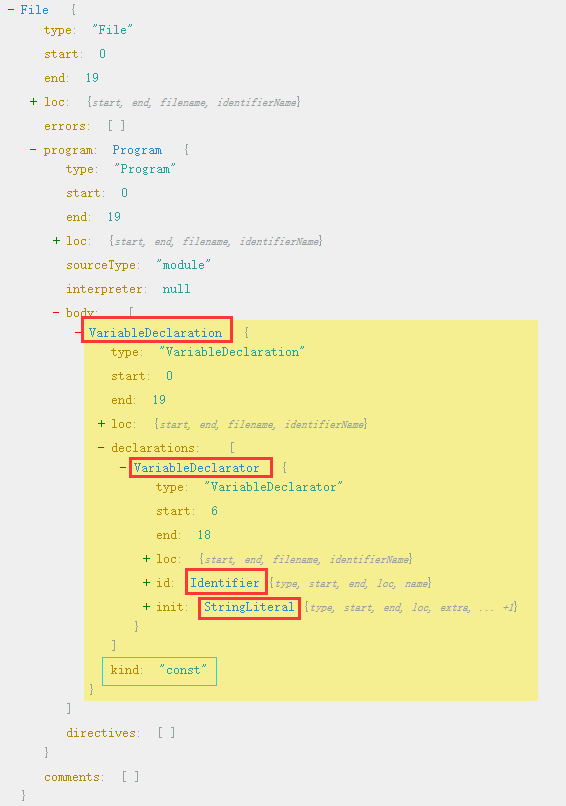 - File {
type: "File"
start: 0
end: 19
+ loc: {start, end, filename, identifierName}
errors: [ ]
- program: Program {
type: "Program"
start: 0
end: 19
+ loc: {start, end, filename, identifierName}
sourceType: "module"
interpreter: null
- body: [
- VariableDeclaration {
type: "VariableDeclaration"
start: 0
end: 19
+ loc: {start, end, filename, identifierName}
- declarations: [
- VariableDeclarator {
type: "VariableDeclarator"
start: 6
end: 18
+ loc: {start, end, filename, identifierName}
+ id: Identifier {type, start, end, loc, name}
+ init: StringLiteral {type, start, end, loc, extra, ... +1}
}
]
kind: "const"
}
]
directives: [ ]
}
comments: [ ]
}